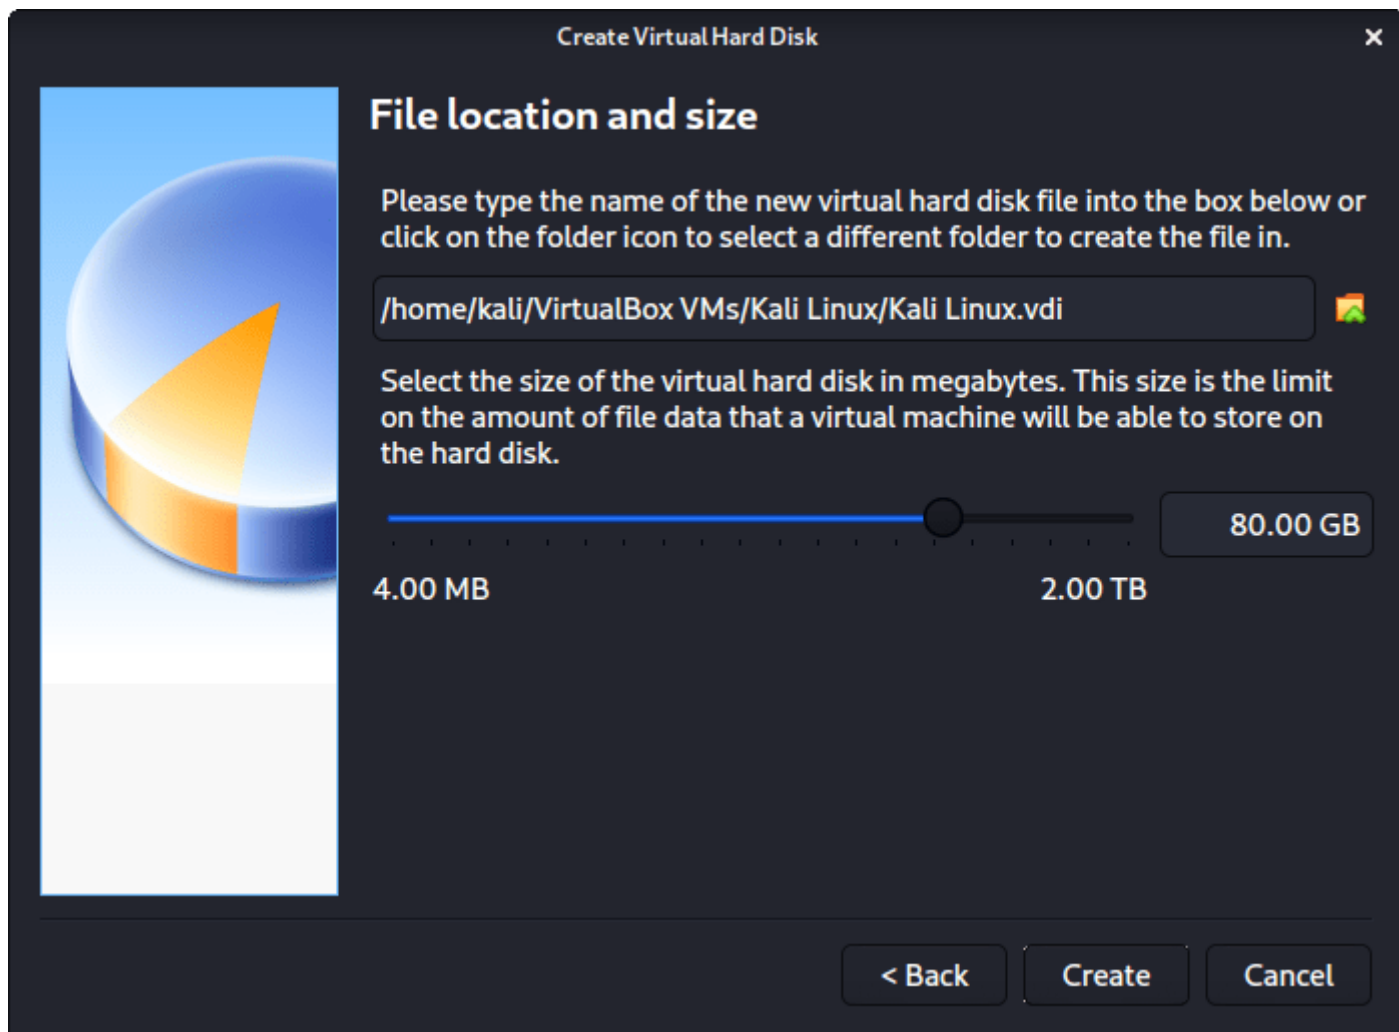 Create Virtual Hard Disk
File location and size
Please type the name of the new virtual hard disk file into the box below or
click on the folder icon to select a different folder to create the file in.
/home/kali/VirtualBox VMs/Kali Linux/Kali Linux.vdi
Select the size of the virtual hard disk in megabytes. This size is the limit
on the amount of file data that a virtual machine will be able to store on
the hard disk.
80.00 GB
4.00 MB
2.00 TB
< Back
Create
Cancel